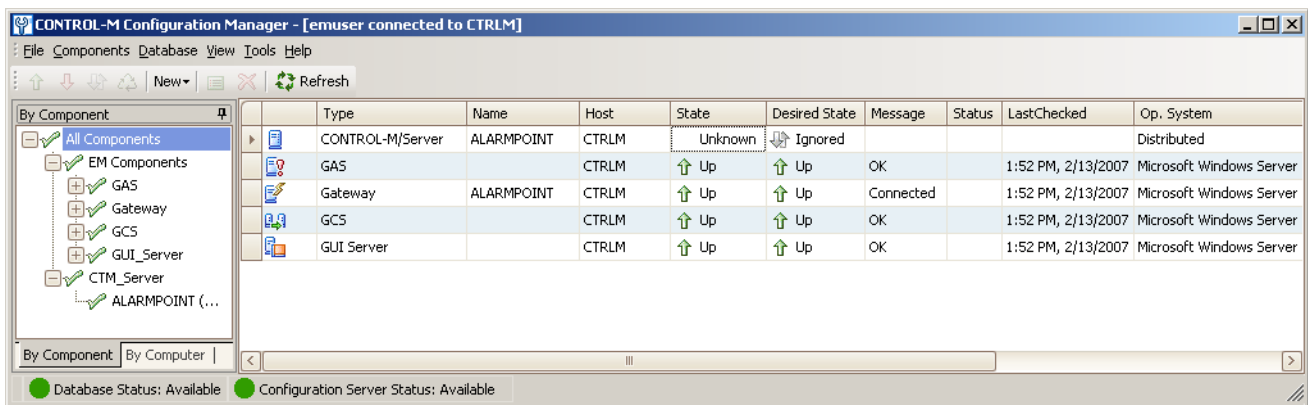 CONTROL-M Configuration Manager - [emuser connected to CTRLM]
File Components Database View Tools Help
New Refresh
By Component
All Components
EM Components
GAS
Gateway
GCS
GUI_Server
CTM_Server
ALARMPOINT (...
By Component By Computer
Type Name Host State Desired State Message Status LastChecked Op. System
CONTROL-M/Server ALARMPOINT CTRLM Unknown Ignored Distributed
GAS CTRLM Up Up OK 1:52 PM, 2/13/2007 Microsoft Windows Server
Gateway ALARMPOINT CTRLM Up Up Connected 1:52 PM, 2/13/2007 Microsoft Windows Server
GCS CTRLM Up Up OK 1:52 PM, 2/13/2007 Microsoft Windows Server
GUI Server CTRLM Up Up OK 1:52 PM, 2/13/2007 Microsoft Windows Server
Database Status: Available Configuration Server Status: Available